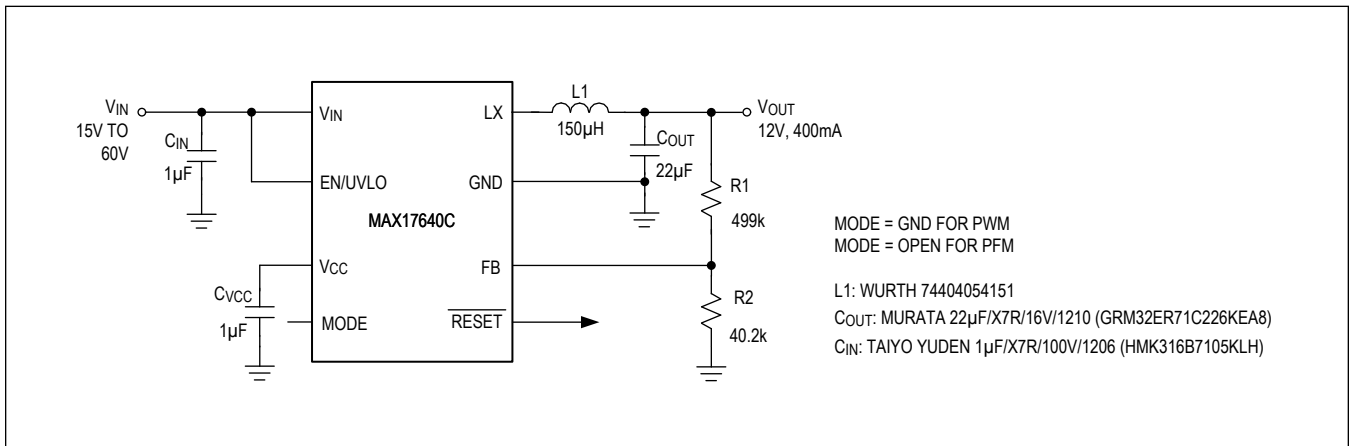 VIN
15V TO
60V
CIN
1µF
VIN
EN/UVLO
MAX17640C
VCC
MODE
CVCC
1µF
LX
GND
FB
RESET
L1
150µH
COUT
22µF
VOUT
12V, 400mA
R1
499k
R2
40.2k
MODE = GND FOR PWM
MODE = OPEN FOR PFM
L1: WURTH 74404054151
COUT: MURATA 22µF/X7R/16V/1210 (GRM32ER71C226KEA8)
CIN: TAIYO YUDEN 1µF/X7R/100V/1206 (HMK316B7105KLH)